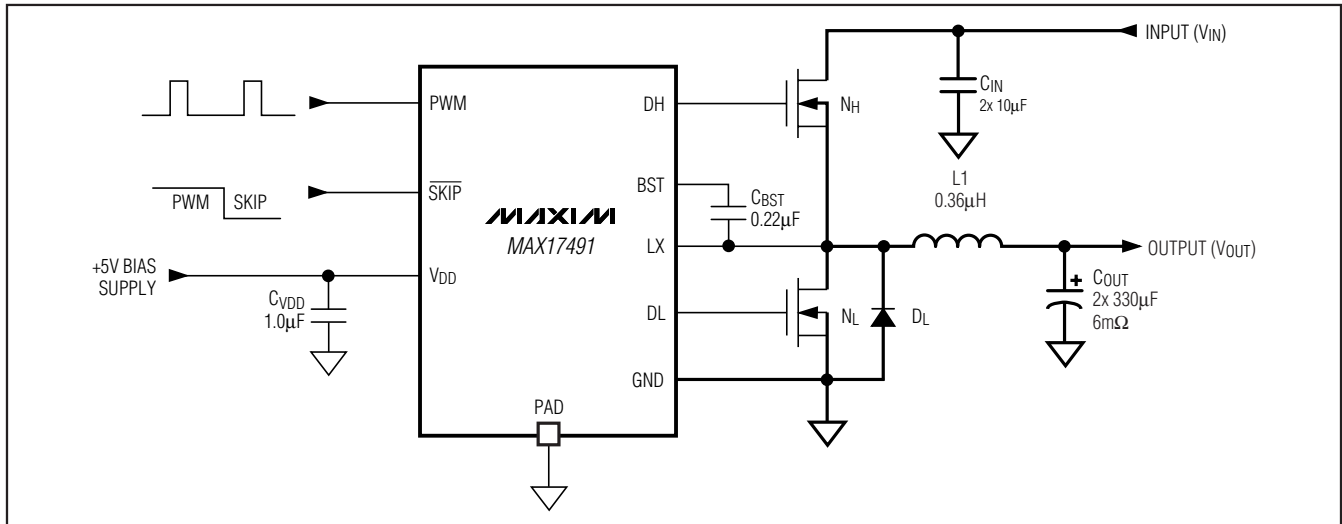 INPUT (VIN)
CIN
2x 10µF
PWM
DH
NH
L1
0.36µH
BST
CBST
0.22µF
PWM SKIP
SKIP
MAXIM
MAX17491
LX
OUTPUT (VOUT)
+5V BIAS
SUPPLY
VDD
CVDD
1.0µF
DL
NL
DL
+
COUT
2x 330µF
6mΩ
GND
PAD